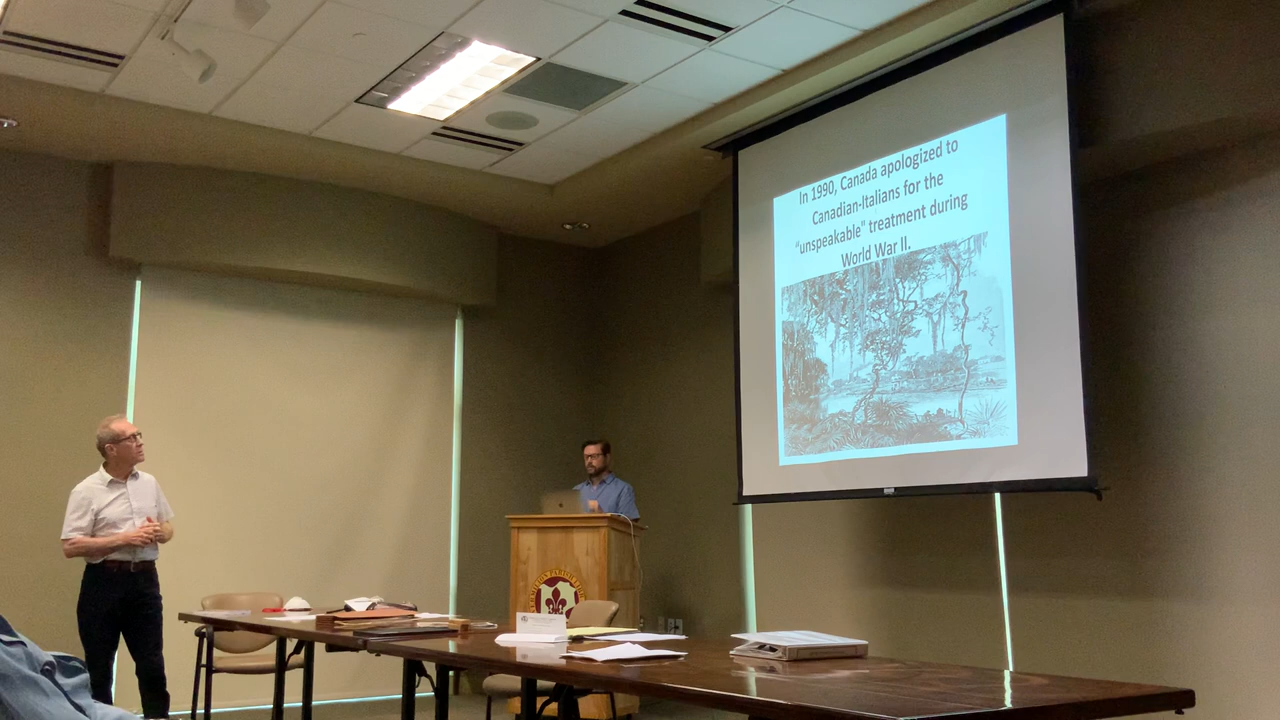 In 1990, Canada apologized to
Canadian-Italians for the
“unspeakable” treatment during
World War II.